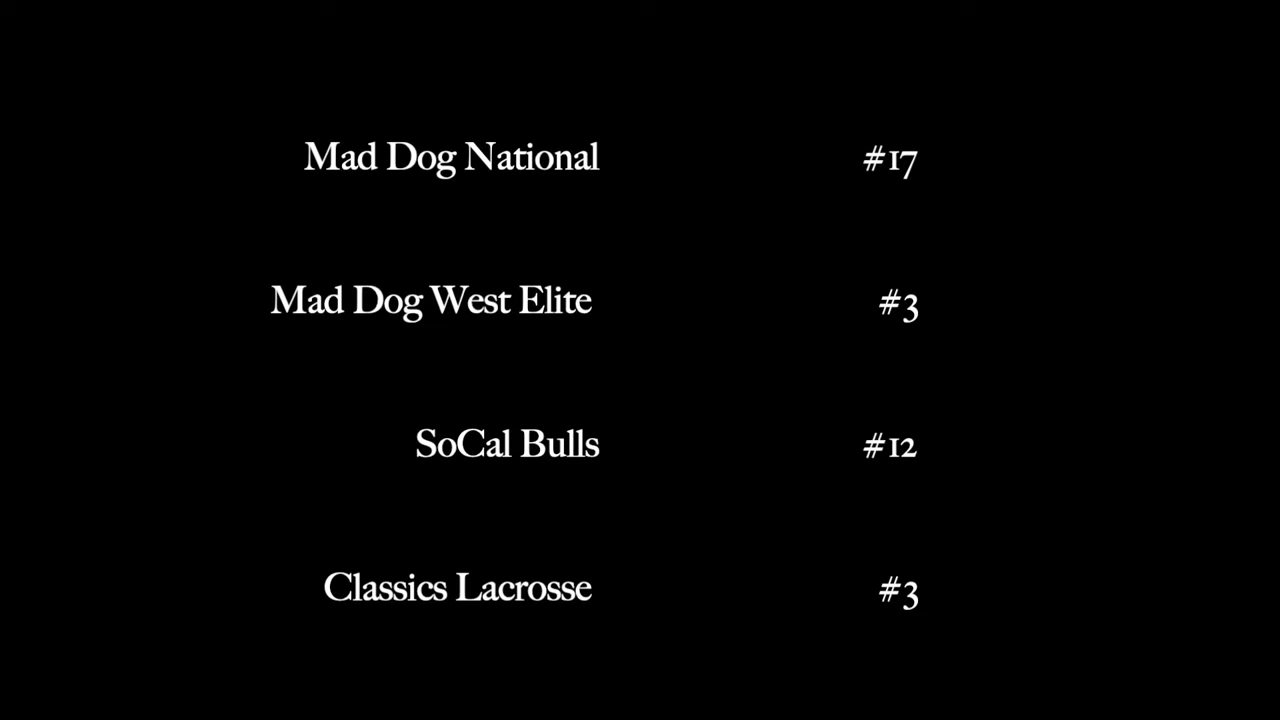 Mad Dog National #17
Mad Dog West Elite #3
SoCal Bulls #12
Classics Lacrosse #3